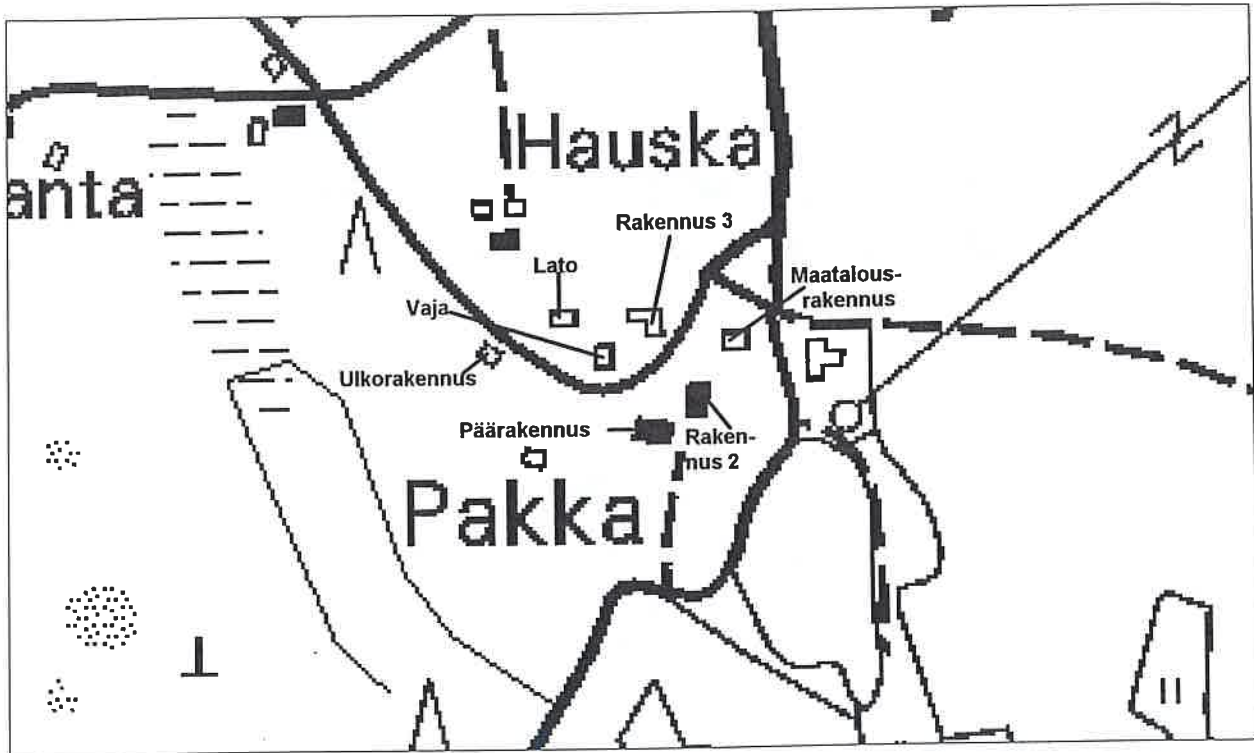 Hauska
anta
Rakennus 3
Lato
Maatalous-
rakennus
Vaja
Ulkorakennus
Päärakennus
Raken-
nus 2
Pakka